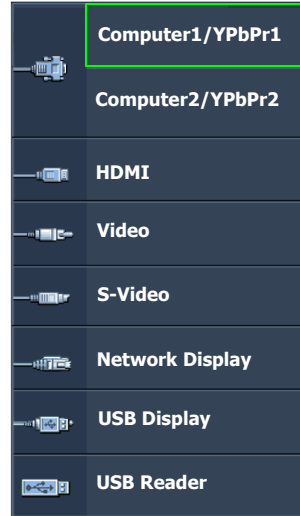 Computer1/YPbPr1
Computer2/YPbPr2
HDMI
Video
S-Video
Network Display
USB Display
USB Reader